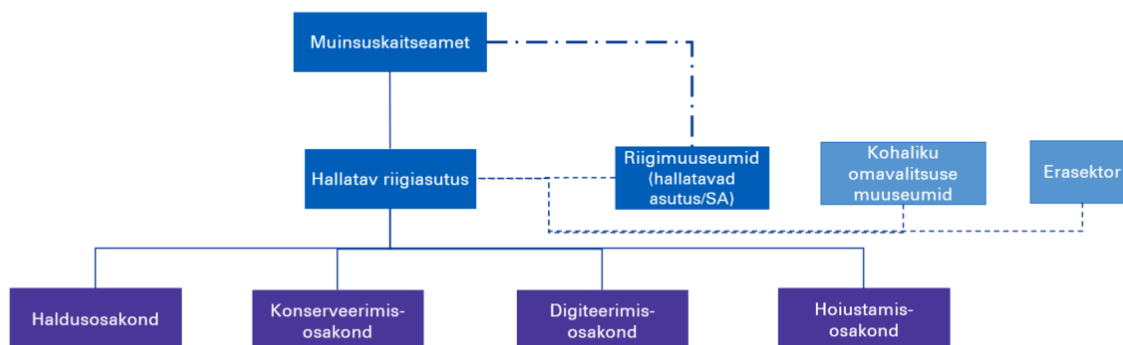 Muinsuskaitseamet
Hallatav riigiasutus
Riigimuuseumid
(hallatavad
asutus/SA)
Kohaliku
omavalitsuse
muuseumid
Erasektor
Haldusosakond
Konserveerimis-
osakond
Digiteerimis-
osakond
Hoiustamis-
osakond